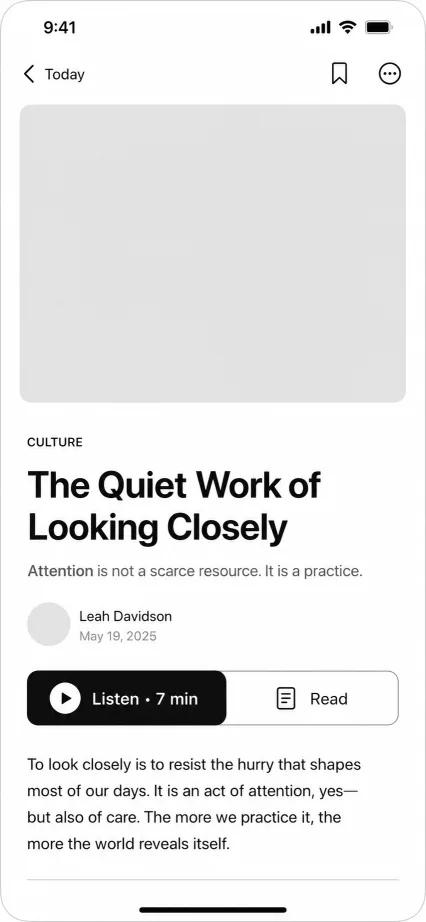 9:41
Today
CULTURE
The Quiet Work of
Looking Closely
Attention is not a scarce resource. It is a practice.
Leah Davidson
May 19, 2025
Listen • 7 min
Read
To look closely is to resist the hurry that shapes
most of our days. It is an act of attention, yes—
but also of care. The more we practice it, the
more the world reveals itself.